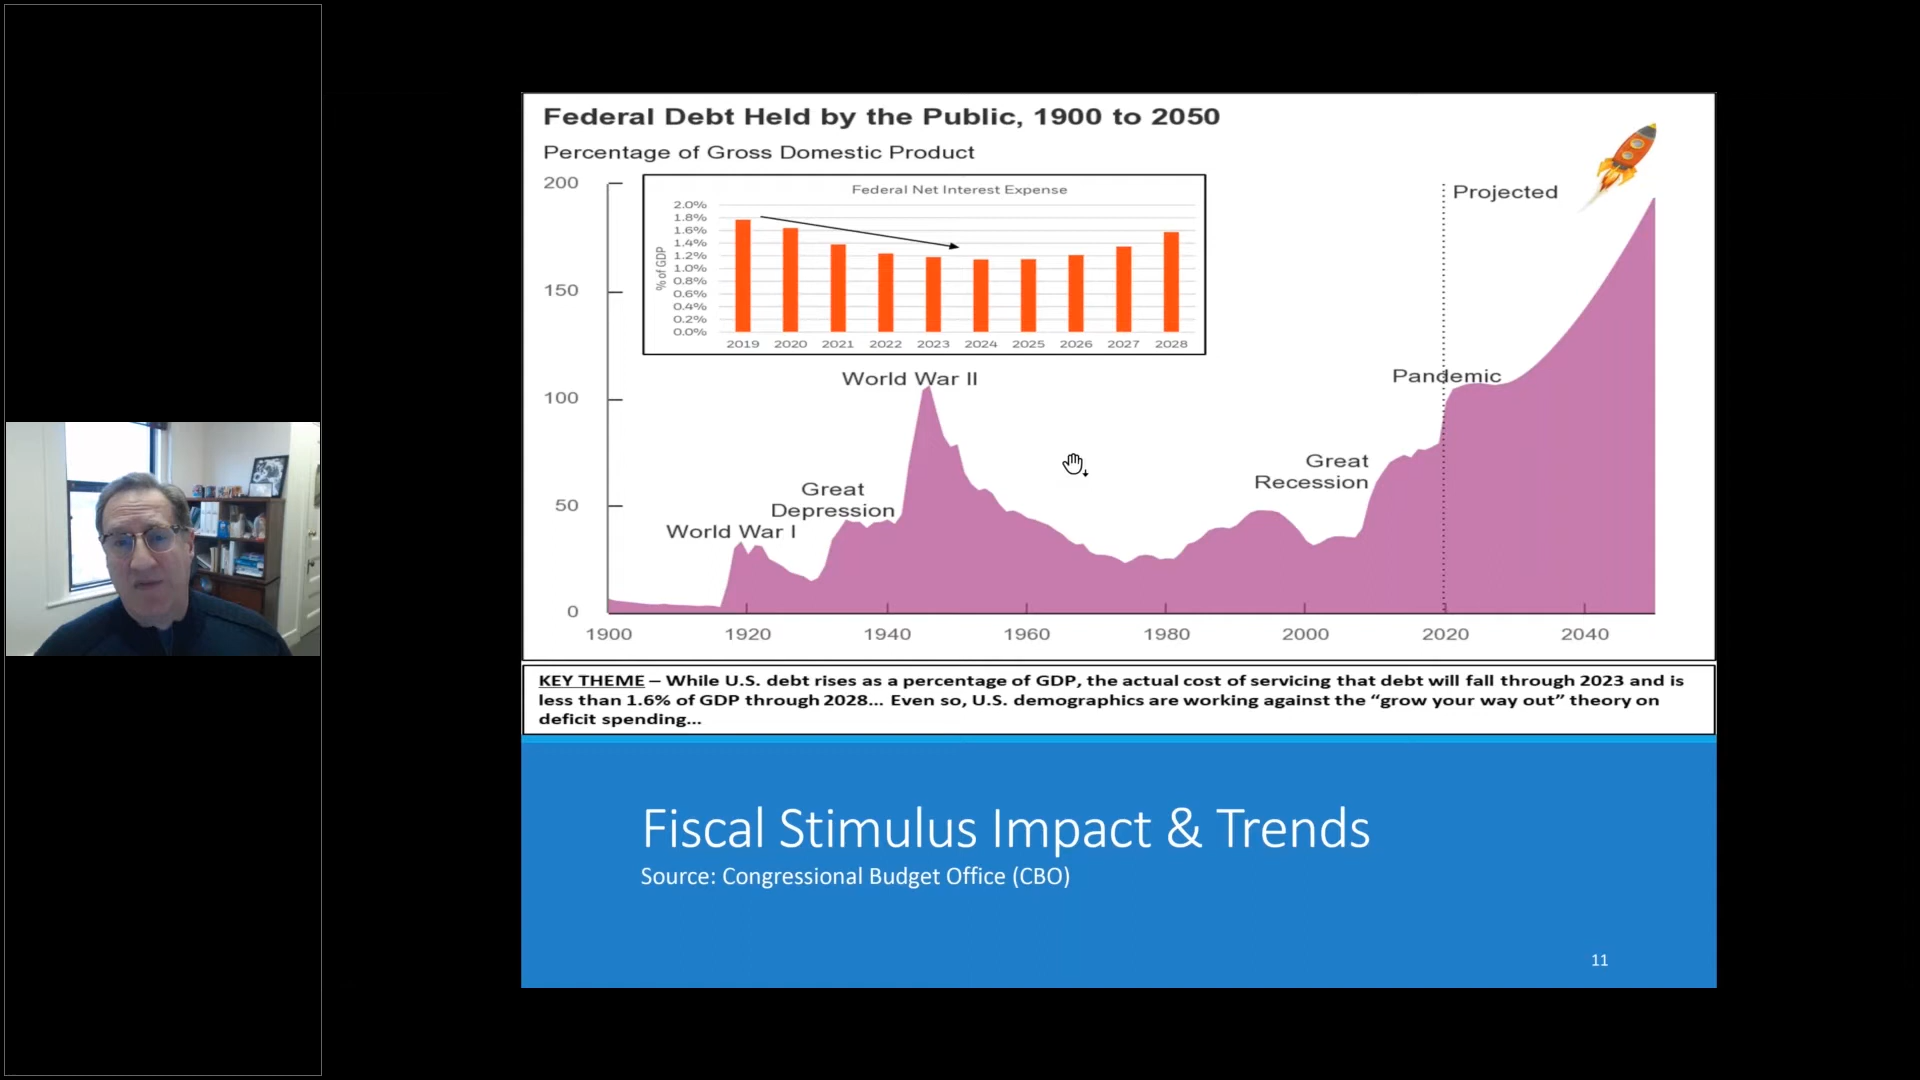 Federal Debt Held by the Public, 1900 to 2050
Percentage of Gross Domestic Product
200
150
100
50
0
Federal Net Interest Expense
% of GDP
2.0%
1.8%
1.6%
1.4%
1.2%
1.0%
0.8%
0.6%
0.4%
0.2%
0.0%
2019 2020 2021 2022 2023 2024 2025 2026 2027 2028
Projected
World War II
Pandemic
Great
Recession
Great
Depression
World War I
1900 1920 1940 1960 1980 2000 2020 2040
KEY THEME – While U.S. debt rises as a percentage of GDP, the actual cost of servicing that debt will fall through 2023 and is
less than 1.6% of GDP through 2028... Even so, U.S. demographics are working against the “grow your way out” theory on
deficit spending...
Fiscal Stimulus Impact & Trends
Source: Congressional Budget Office (CBO)
11